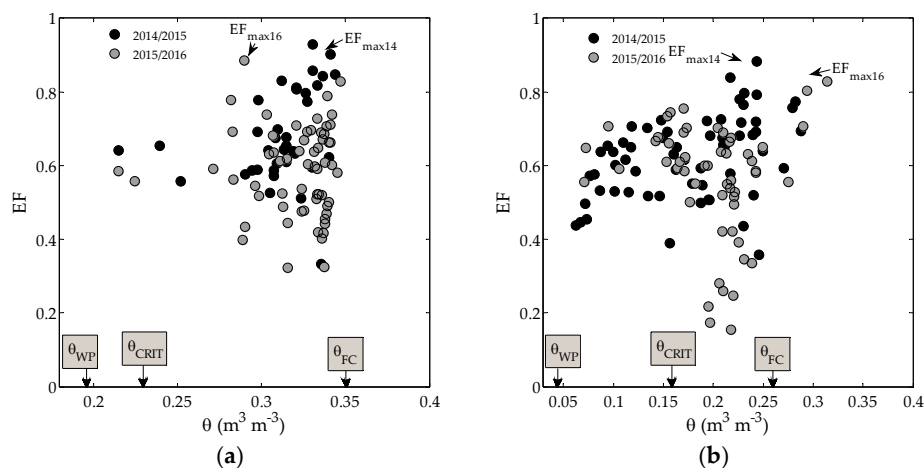 1
0.8
0.6
0.4
0.2
0
EF
EFmax16
EFmax14
2014/2015
2015/2016
θWP
θCRIT
θFC
0.2 0.25 0.3 0.35 0.4
θ (m³ m⁻³)
(a)
1
0.8
0.6
0.4
0.2
0
EF
2014/2015
2015/2016
EFmax14
EFmax16
θWP
θCRIT
θFC
0.05 0.1 0.15 0.2 0.25 0.3 0.35 0.4
θ (m³ m⁻³)
(b)